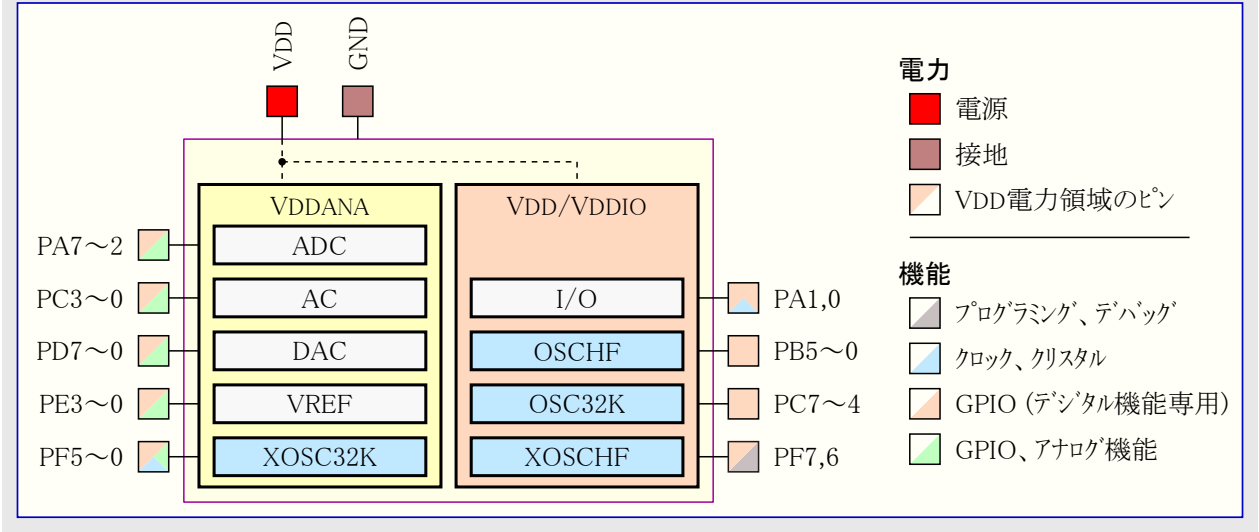 VDD
GND
VDDANA
ADC
AC
DAC
VREF
XOSC32K
VDD/VDDIO
I/O
OSCHF
OSC32K
XOSCHF
PA7～2
PC3～0
PD7～0
PE3～0
PF5～0
PA1,0
PB5～0
PC7～4
PF7,6
電力
電源
接地
VDD電力領域のﾋﾟﾝ
機能
ﾌﾟﾛｸﾞﾗﾐﾝｸﾞ、ﾃﾞﾊﾞｯｸﾞ
ｸﾛｯｸ、ｸﾘｽﾀﾙ
GPIO (ﾃﾞｼﾞﾀﾙ機能専用)
GPIO、ｱﾅﾛｸﾞ機能